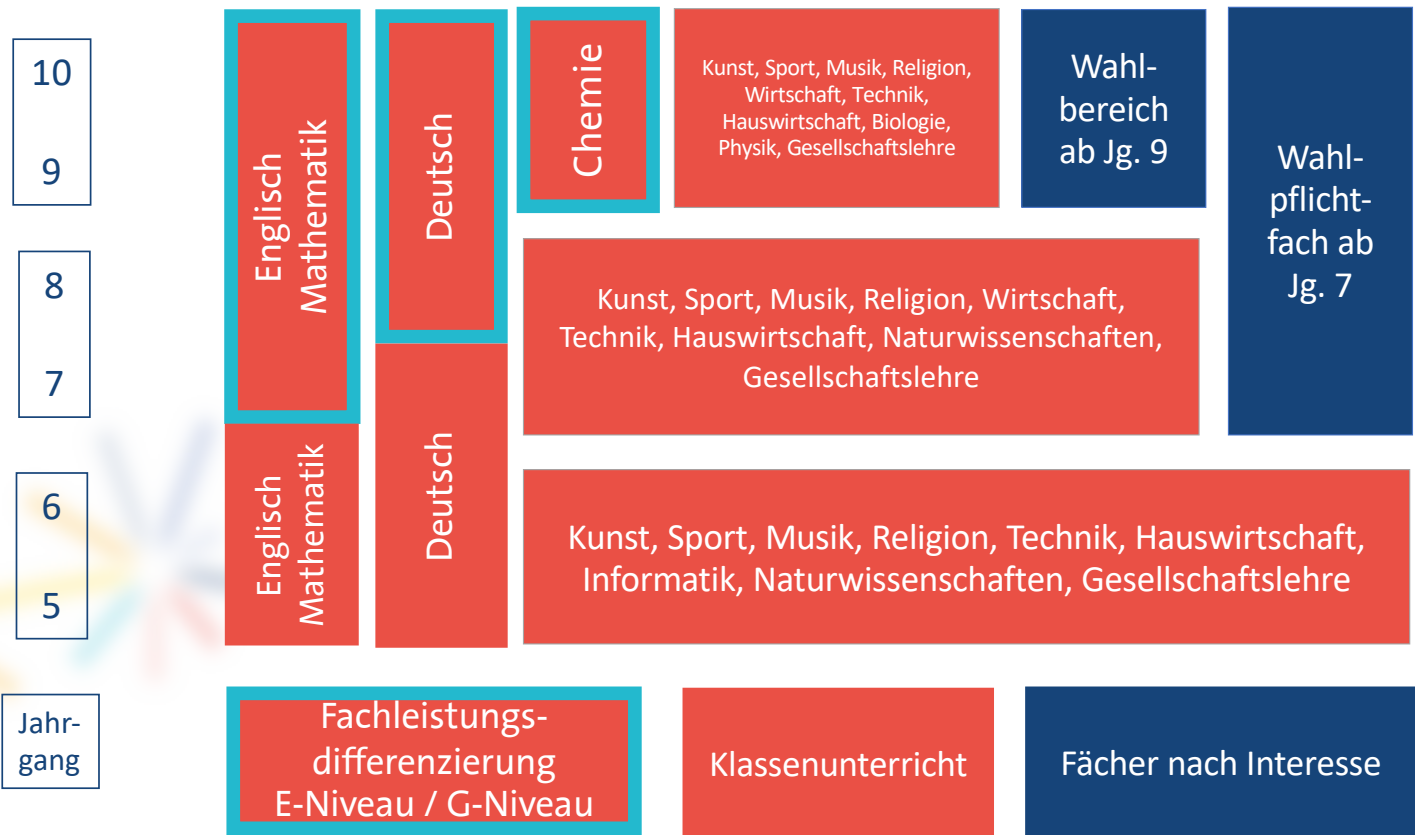 10
9
8
7
6
5
Jahr-
gang
Englisch
Mathematik
Deutsch
Chemie
Kunst, Sport, Musik, Religion,
Wirtschaft, Technik,
Hauswirtschaft, Biologie,
Physik, Gesellschaftslehre
Wahl-
bereich
ab Jg. 9
Wahl-
pflicht-
fach ab
Jg. 7
Kunst, Sport, Musik, Religion, Wirtschaft,
Technik, Hauswirtschaft, Naturwissenschaften,
Gesellschaftslehre
Englisch
Mathematik
Deutsch
Kunst, Sport, Musik, Religion, Technik, Hauswirtschaft,
Informatik, Naturwissenschaften, Gesellschaftslehre
Fachleistungs-
differenzierung
E-Niveau / G-Niveau
Klassenunterricht
Fächer nach Interesse